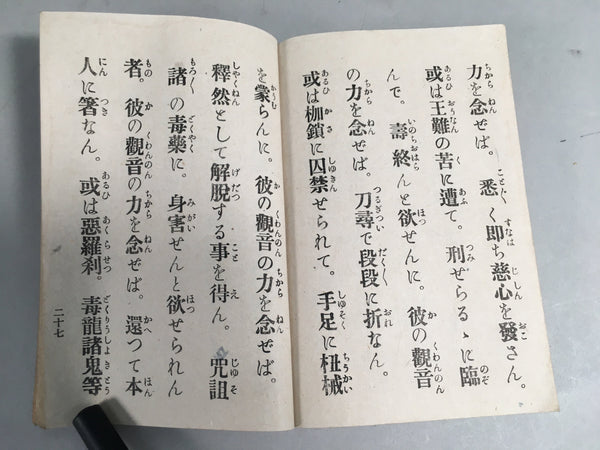 力を念ぜば。悉く即ち慈心を發さん。
或は王難の苦に遭て。刑せらるゝに臨
んで。壽終んと欲せんに。彼の觀音
の力を念ぜば。刀尋で段段に折なん。
或は枷鎖に囚禁せられて。手足に杻械
を蒙らんに。彼の觀音の力を念ぜば。
釋然として解脱する事を得ん。咒詛
諸の毒藥に。身害せんと欲せられん
者。彼の觀音の力を念ぜば。還つて本
人に箸なん。或は惡羅刹。毒龍諸鬼等
二十七